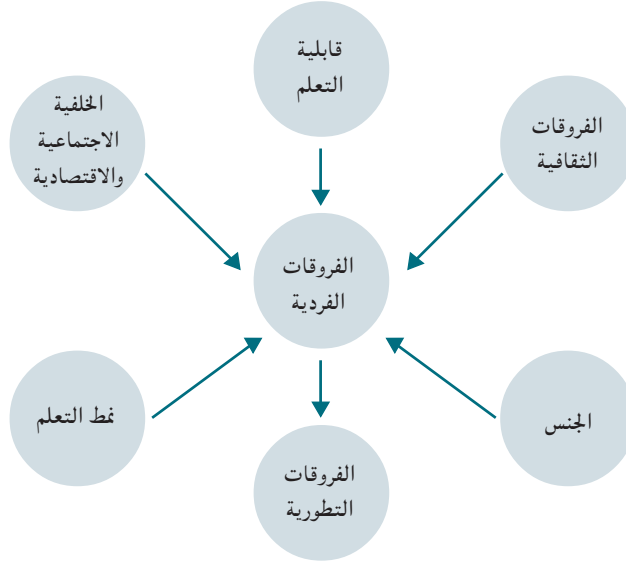 قابلية
التعلم
الفروقات
الثقافية
الخلفية
الاجتماعية
والاقتصادية
الفروقات
الفردية
الجنس
نمط التعلم
الفروقات
التطورية